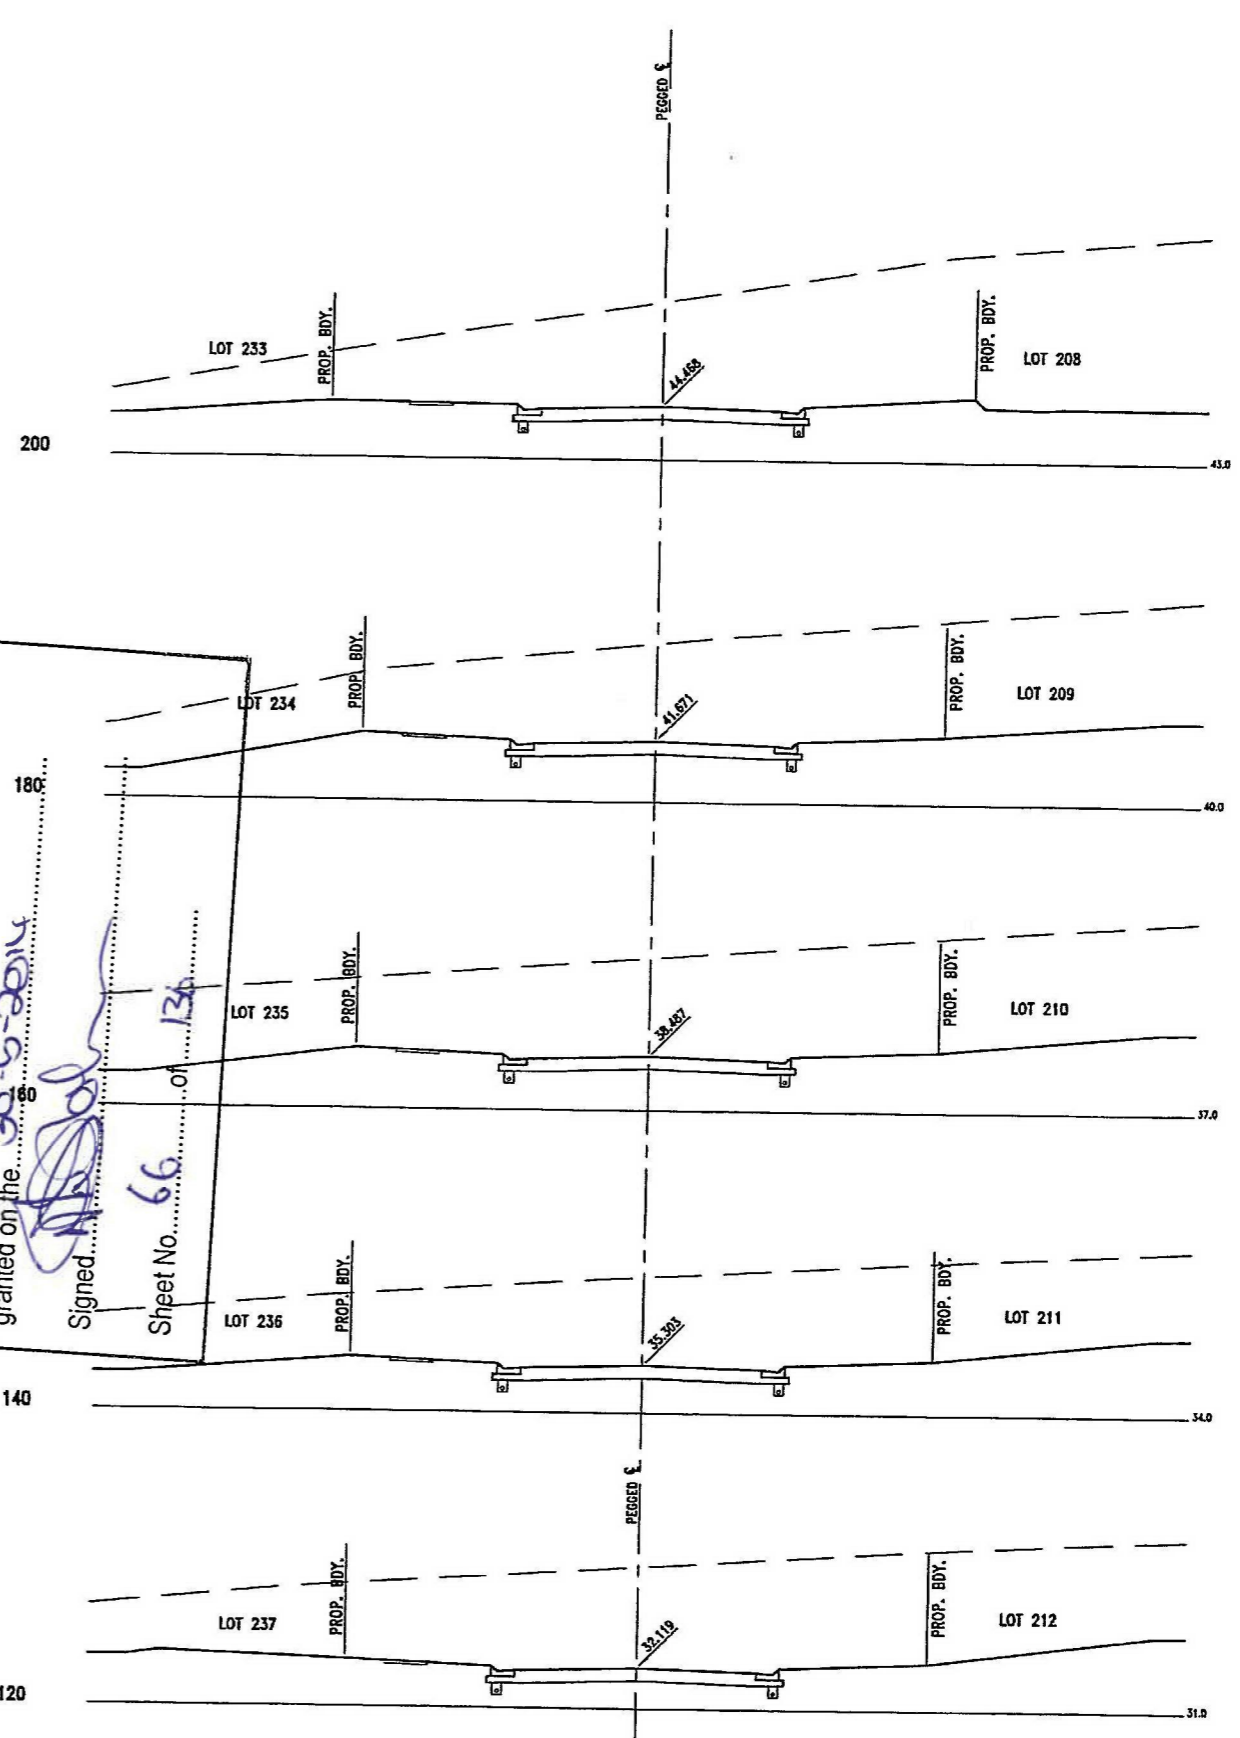 PEGGED ℄
LOT 233
PROP. BDY.
44.468
PROP. BDY.
LOT 208
200
43.0
LOT 234
PROP. BDY.
41.671
PROP. BDY.
LOT 209
180
40.0
LOT 235
PROP. BDY.
38.487
PROP. BDY.
LOT 210
160
37.0
granted on the
Signed
Sheet No. 66 of 136
LOT 236
PROP. BDY.
35.303
PROP. BDY.
LOT 211
140
34.0
PEGGED ℄
LOT 237
PROP. BDY.
32.119
PROP. BDY.
LOT 212
120
31.0